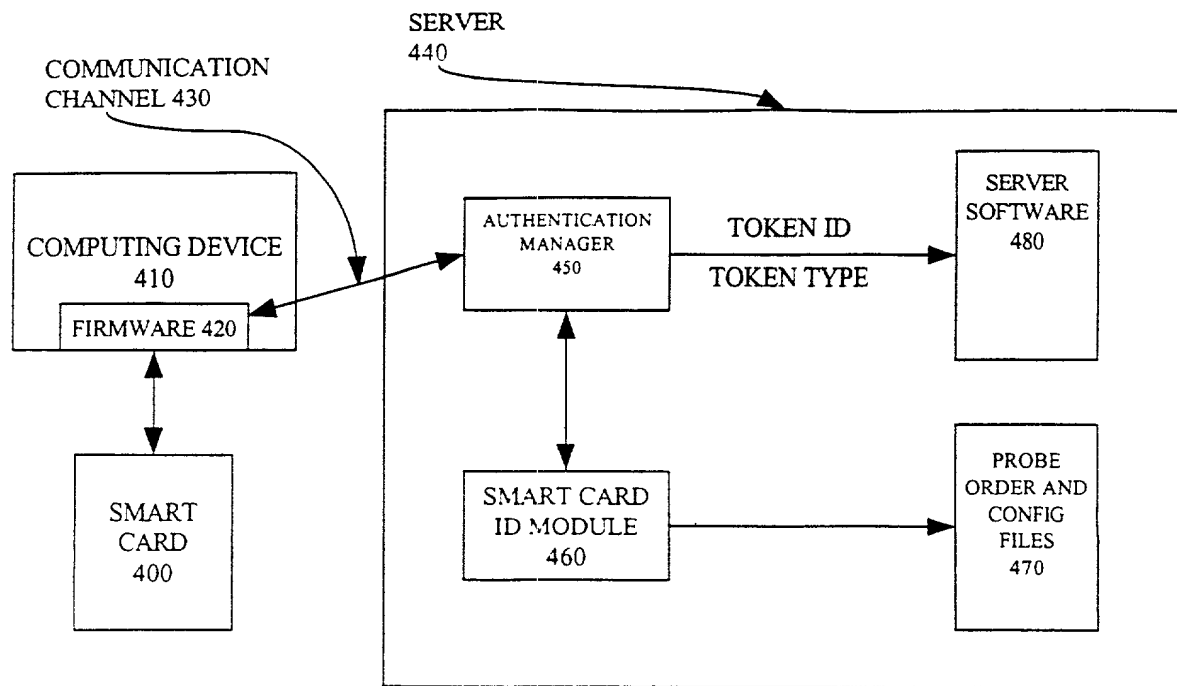 SERVER
440
COMMUNICATION
CHANNEL 430
COMPUTING DEVICE
410
FIRMWARE 420
SMART
CARD
400
AUTHENTICATION
MANAGER
450
TOKEN ID
TOKEN TYPE
SERVER
SOFTWARE
480
SMART CARD
ID MODULE
460
PROBE
ORDER AND
CONFIG
FILES
470